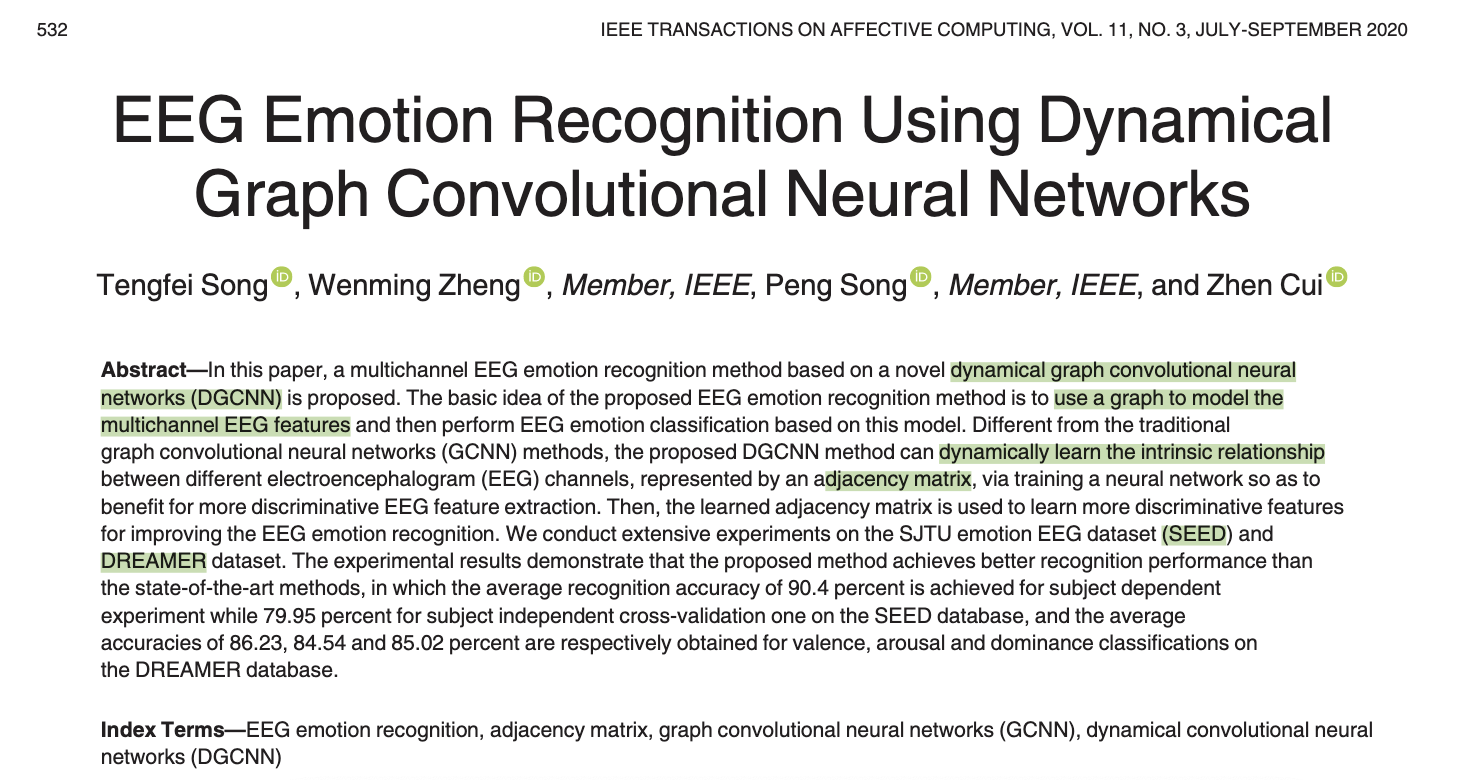 532
IEEE TRANSACTIONS ON AFFECTIVE COMPUTING, VOL. 11, NO. 3, JULY-SEPTEMBER 2020
EEG Emotion Recognition Using Dynamical
Graph Convolutional Neural Networks
Tengfei Song iD, Wenming Zheng iD, Member, IEEE, Peng Song iD, Member, IEEE, and Zhen Cui iD
Abstract—In this paper, a multichannel EEG emotion recognition method based on a novel dynamical graph convolutional neural
networks (DGCNN) is proposed. The basic idea of the proposed EEG emotion recognition method is to use a graph to model the
multichannel EEG features and then perform EEG emotion classification based on this model. Different from the traditional
graph convolutional neural networks (GCNN) methods, the proposed DGCNN method can dynamically learn the intrinsic relationship
between different electroencephalogram (EEG) channels, represented by an adjacency matrix, via training a neural network so as to
benefit for more discriminative EEG feature extraction. Then, the learned adjacency matrix is used to learn more discriminative features
for improving the EEG emotion recognition. We conduct extensive experiments on the SJTU emotion EEG dataset (SEED) and
DREAMER dataset. The experimental results demonstrate that the proposed method achieves better recognition performance than
the state-of-the-art methods, in which the average recognition accuracy of 90.4 percent is achieved for subject dependent
experiment while 79.95 percent for subject independent cross-validation one on the SEED database, and the average
accuracies of 86.23, 84.54 and 85.02 percent are respectively obtained for valence, arousal and dominance classifications on
the DREAMER database.
Index Terms—EEG emotion recognition, adjacency matrix, graph convolutional neural networks (GCNN), dynamical convolutional neural
networks (DGCNN)